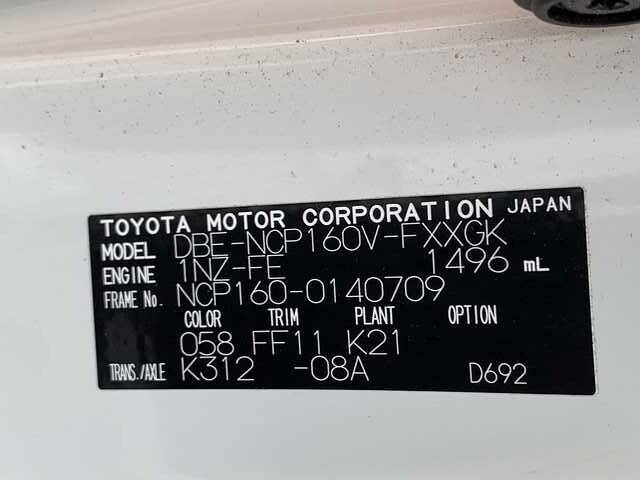 TOYOTA MOTOR CORPORATION JAPAN
MODEL DBE-NCP160V-FXXGK
ENGINE 1NZ-FE 1496 mL
FRAME No. NCP160-0140709
COLOR TRIM PLANT OPTION
058 FF11 K21
TRANS./AXLE K312 -08A D692